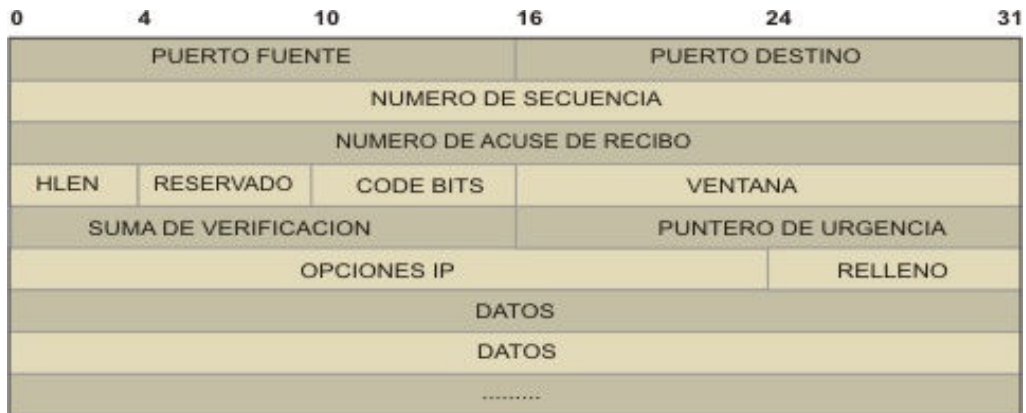 0 4 10 16 24 31
PUERTO FUENTE PUERTO DESTINO
NUMERO DE SECUENCIA
NUMERO DE ACUSE DE RECIBO
HLEN RESERVADO CODE BITS VENTANA
SUMA DE VERIFICACION PUNTERO DE URGENCIA
OPCIONES IP RELLENO
DATOS
DATOS
.........